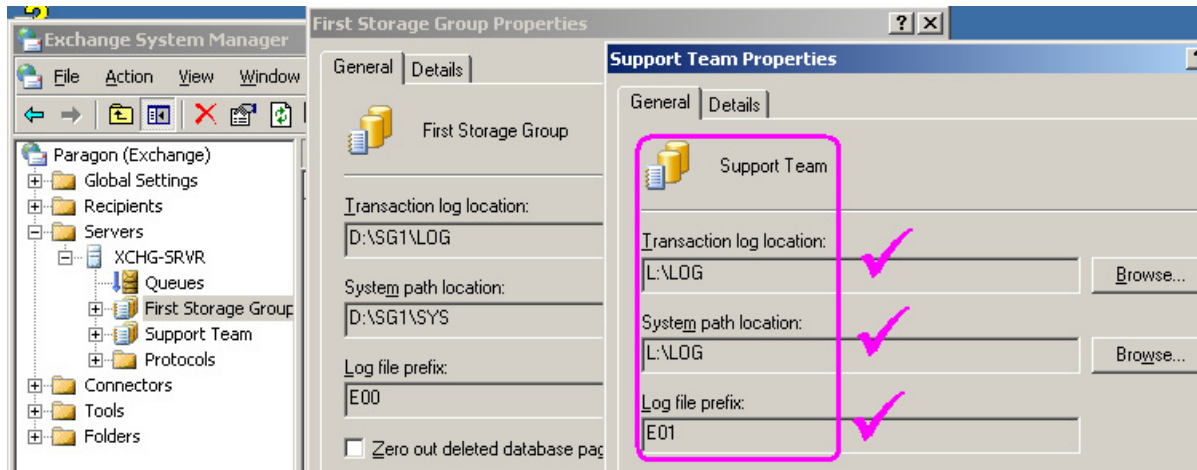 Exchange System Manager
File Action View Window
Paragon (Exchange)
Global Settings
Recipients
Servers
XCHG-SRVR
Queues
First Storage Group
Support Team
Protocols
Connectors
Tools
Folders
First Storage Group Properties
General Details
First Storage Group
Transaction log location:
D:\SG1\LOG
System path location:
D:\SG1\SYS
Log file prefix:
E00
Zero out deleted database pag
Support Team Properties
General Details
Support Team
Transaction log location:
L:\LOG
Browse...
System path location:
L:\LOG
Browse...
Log file prefix:
E01